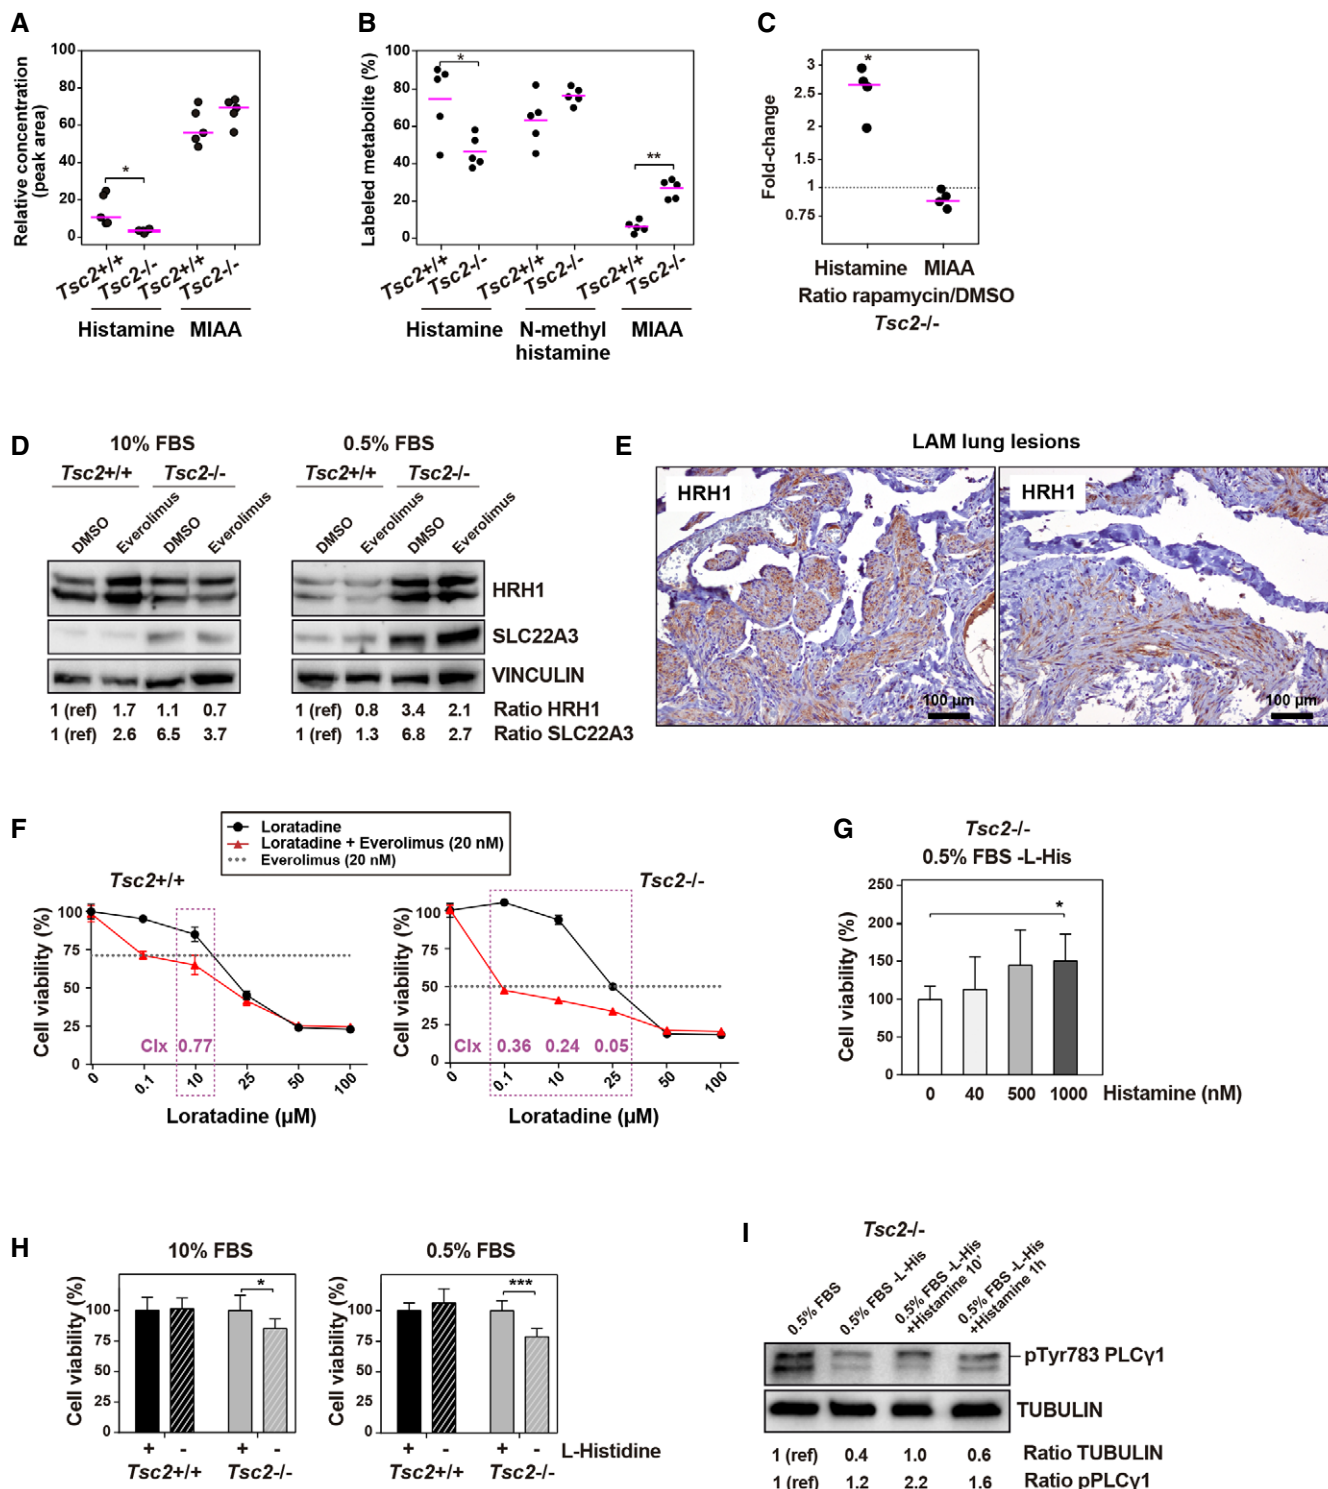 A
Relative concentration
(peak area)
100
80
60
40
20
0
*
Tsc2+/+
Tsc2-/-
Tsc2+/+
Tsc2-/-
Histamine
MIAA
B
Labeled metabolite (%)
100
80
60
40
20
0
*
**
Tsc2+/+
Tsc2-/-
Tsc2+/+
Tsc2-/-
Tsc2+/+
Tsc2-/-
Histamine
N-methyl
histamine
MIAA
C
Fold-change
3
2.5
2
1.5
1
0.75
*
Histamine MIAA
Ratio rapamycin/DMSO
Tsc2-/-
D
10% FBS
0.5% FBS
Tsc2+/+ Tsc2-/-
Tsc2+/+ Tsc2-/-
DMSO
Everolimus
DMSO
Everolimus
DMSO
Everolimus
DMSO
Everolimus
HRH1
SLC22A3
VINCULIN
1 (ref) 1.7 1.1 0.7 1 (ref) 0.8 3.4 2.1 Ratio HRH1
1 (ref) 2.6 6.5 3.7 1 (ref) 1.3 6.8 2.7 Ratio SLC22A3
E
LAM lung lesions
HRH1
HRH1
100 µm
100 µm
F
Loratadine
Loratadine + Everolimus (20 nM)
Everolimus (20 nM)
Tsc2+/+
Cell viability (%)
100
75
50
25
0
CIx 0.77
0 0.1 10 25 50 100
Loratadine (µM)
Tsc2-/-
Cell viability (%)
100
75
50
25
0
CIx 0.36 0.24 0.05
0 0.1 10 25 50 100
Loratadine (µM)
G
Tsc2-/-
0.5% FBS -L-His
Cell viability (%)
250
200
150
100
50
0
*
0 40 500 1000 Histamine (nM)
H
10% FBS
Cell viability (%)
100
75
50
25
0
*
+ - + -
Tsc2+/+ Tsc2-/-
0.5% FBS
Cell viability (%)
100
75
50
25
0
***
+ - + - L-Histidine
Tsc2+/+ Tsc2-/-
I
Tsc2-/-
0.5% FBS
0.5% FBS -L-His
0.5% FBS -L-His
+Histamine 10'
0.5% FBS -L-His
+Histamine 1h
pTyr783 PLCγ1
TUBULIN
1 (ref) 0.4 1.0 0.6 Ratio TUBULIN
1 (ref) 1.2 2.2 1.6 Ratio pPLCγ1